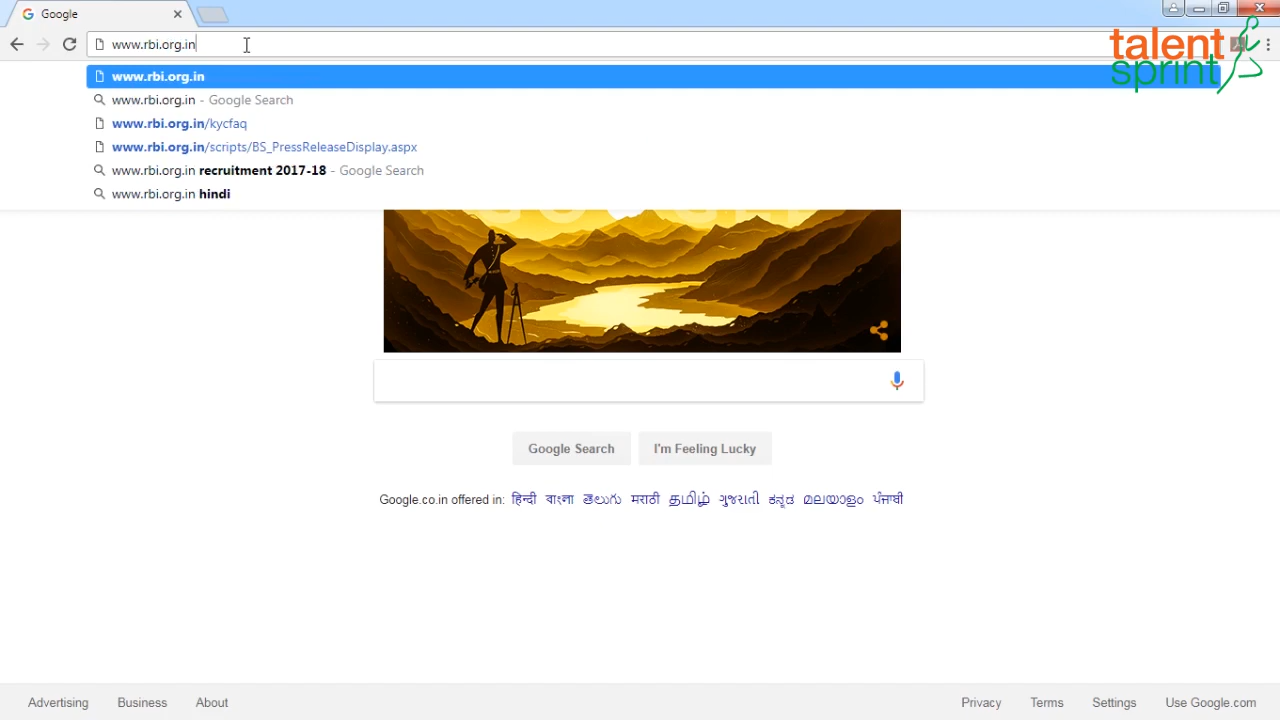 Google
www.rbi.org.in
talent
sprint
www.rbi.org.in
www.rbi.org.in - Google Search
www.rbi.org.in/kycfaq
www.rbi.org.in/scripts/BS_PressReleaseDisplay.aspx
www.rbi.org.in recruitment 2017-18 - Google Search
www.rbi.org.in hindi
Google Search
I'm Feeling Lucky
Google.co.in offered in: हिन्दी বাংলা తెలుగు मराठी தமிழ் ગુજરાતી ಕನ್ನಡ മലയാളം ਪੰਜਾਬੀ
Advertising Business About Privacy Terms Settings Use Google.com